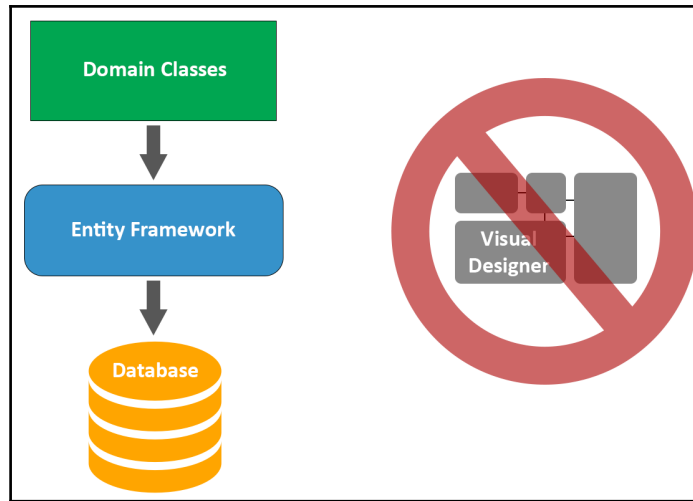 Domain Classes
Entity Framework
Database
Visual
Designer